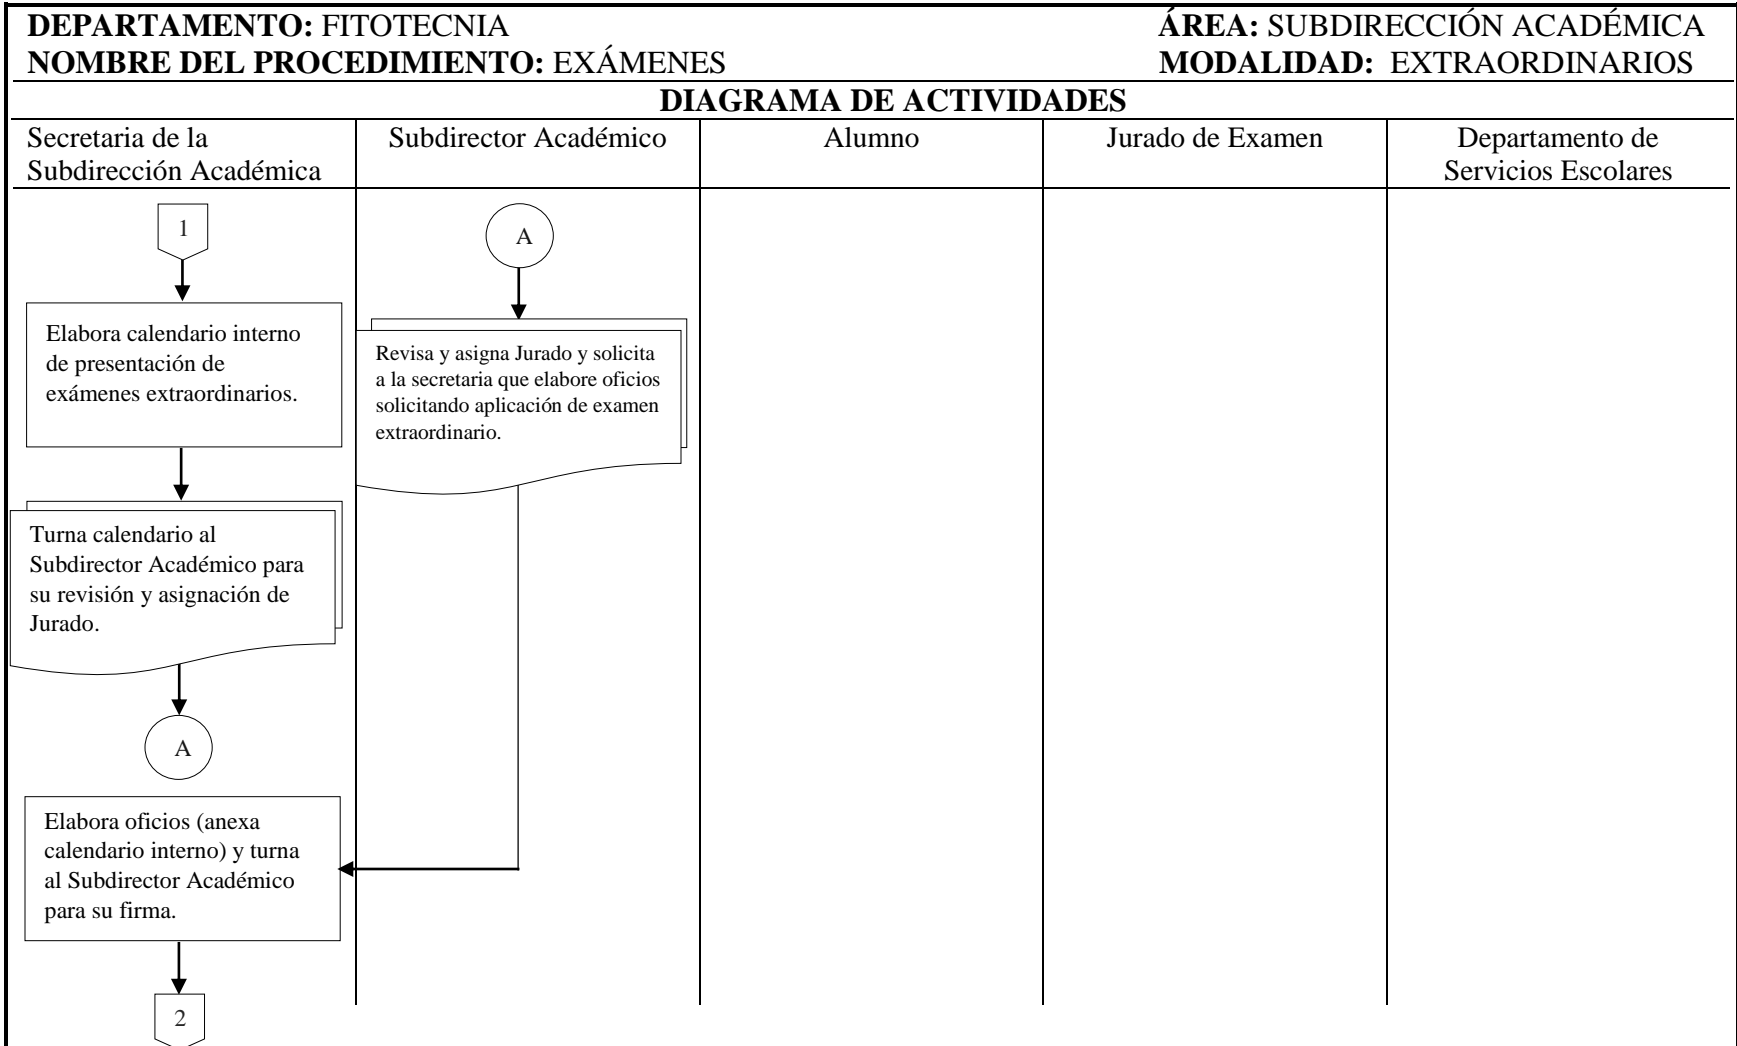 DEPARTAMENTO: FITOTECNIA
ÁREA: SUBDIRECCIÓN ACADÉMICA
NOMBRE DEL PROCEDIMIENTO: EXÁMENES
MODALIDAD: EXTRAORDINARIOS
DIAGRAMA DE ACTIVIDADES
Secretaria de la
Subdirección Académica
Subdirector Académico
Alumno
Jurado de Examen
Departamento de
Servicios Escolares
1
Elabora calendario interno
de presentación de
exámenes extraordinarios.
Turna calendario al
Subdirector Académico para
su revisión y asignación de
Jurado.
A
A
Revisa y asigna Jurado y solicita
a la secretaria que elabore oficios
solicitando aplicación de examen
extraordinario.
Elabora oficios (anexa
calendario interno) y turna
al Subdirector Académico
para su firma.
2